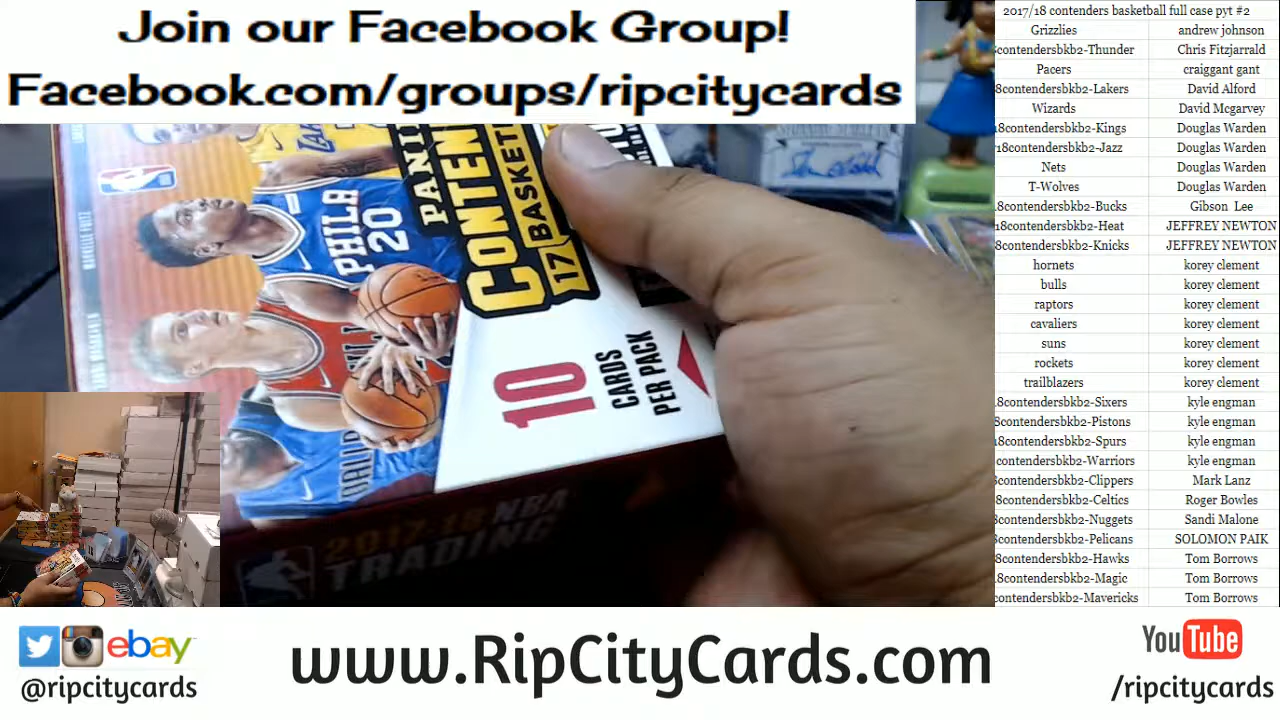 Join our Facebook Group!
Facebook.com/groups/ripcitycards
2017/18 contenders basketball full case pyt #2
Grizzlies andrew johnson
contendersbkb2-Thunder Chris Fitzjarrald
Pacers craiggant gant
8contendersbkb2-Lakers David Alford
Wizards David Mcgarvey
18contendersbkb2-Kings Douglas Warden
18contendersbkb2-Jazz Douglas Warden
Nets Douglas Warden
T-Wolves Douglas Warden
8contendersbkb2-Bucks Gibson Lee
18contendersbkb2-Heat JEFFREY NEWTON
8contendersbkb2-Knicks JEFFREY NEWTON
hornets korey clement
bulls korey clement
raptors korey clement
cavaliers korey clement
suns korey clement
rockets korey clement
trailblazers korey clement
8contendersbkb2-Sixers kyle engman
8contendersbkb2-Pistons kyle engman
18contendersbkb2-Spurs kyle engman
contendersbkb2-Warriors kyle engman
8contendersbkb2-Clippers Mark Lanz
8contendersbkb2-Celtics Roger Bowles
8contendersbkb2-Nuggets Sandi Malone
8contendersbkb2-Pelicans SOLOMON PAIK
8contendersbkb2-Hawks Tom Borrows
8contendersbkb2-Magic Tom Borrows
contendersbkb2-Mavericks Tom Borrows
PANI
CONTEN
17 BASKET
PHILA
20
10
CARDS
PER PACK
2017-18 NBA
TRADING
ebay
@ripcitycards
www.RipCityCards.com
YouTube
/ripcitycards